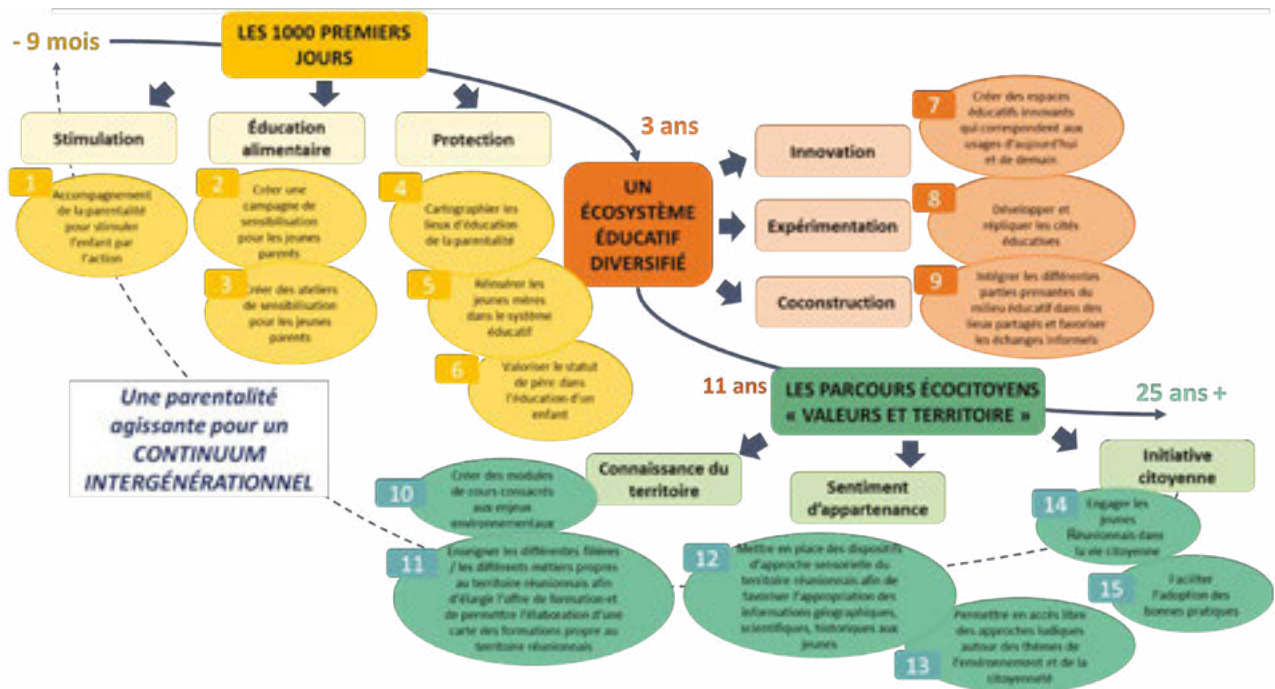 - 9 mois
LES 1000 PREMIERS
JOURS
Stimulation
Éducation
alimentaire
Protection
1
Accompagnement
de la parentalité
pour stimuler
l'enfant par
l'action
2
Créer une
campagne de
sensibilisation
pour les jeunes
parents
3
Créer des ateliers
de sensibilisation
pour les jeunes
parents
4
Cartographier les
lieux d'éducation
de la parentalité
5
Réinsérer les
jeunes mères
dans le système
éducatif
6
Valoriser le statut
de père dans
l'éducation d'un
enfant
3 ans
UN
ÉCOSYSTÈME
ÉDUCATIF
DIVERSIFIÉ
Innovation
Expérimentation
Coconstruction
7
Créer des espaces
éducatifs innovants
qui correspondent aux
usages d'aujourd'hui
et de demain
8
Développer et
répliquer les cités
éducatives
9
Intégrer les différentes
parties prenantes du
milieu éducatif dans des
lieux partagés et favoriser
les échanges informels
Une parentalité
agissante pour un
CONTINUUM
INTERGÉNÉRATIONNEL
11 ans
LES PARCOURS ÉCOCITOYENS
« VALEURS ET TERRITOIRE »
25 ans +
Connaissance du
territoire
Sentiment
d'appartenance
Initiative
citoyenne
10
Créer des modules
de cours consacrés
aux enjeux
environnementaux
11
Enseigner les différentes filières
/ les différents métiers propres
au territoire réunionnais afin
d'élargir l'offre de formation et
de permettre l'élaboration d'une
carte des formations propre au
territoire réunionnais
12
Mettre en place des dispositifs
d'approche sensorielle du
territoire réunionnais afin de
favoriser l'appropriation des
informations géographiques,
scientifiques, historiques aux
jeunes
13
Permettre en accès libre
des approches ludiques
autour des thèmes de
l'environnement et de la
citoyenneté
14
Engager les
jeunes
Réunionnais dans
la vie citoyenne
15
Faciliter
l'adoption des
bonnes pratiques